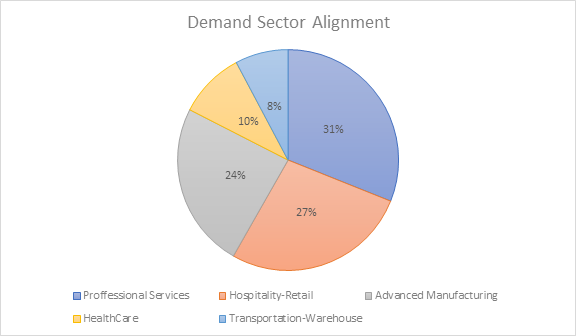 Demand Sector Alignment
8%
10%
31%
24%
27%
Proffessional Services
Hospitality-Retail
Advanced Manufacturing
HealthCare
Transportation-Warehouse